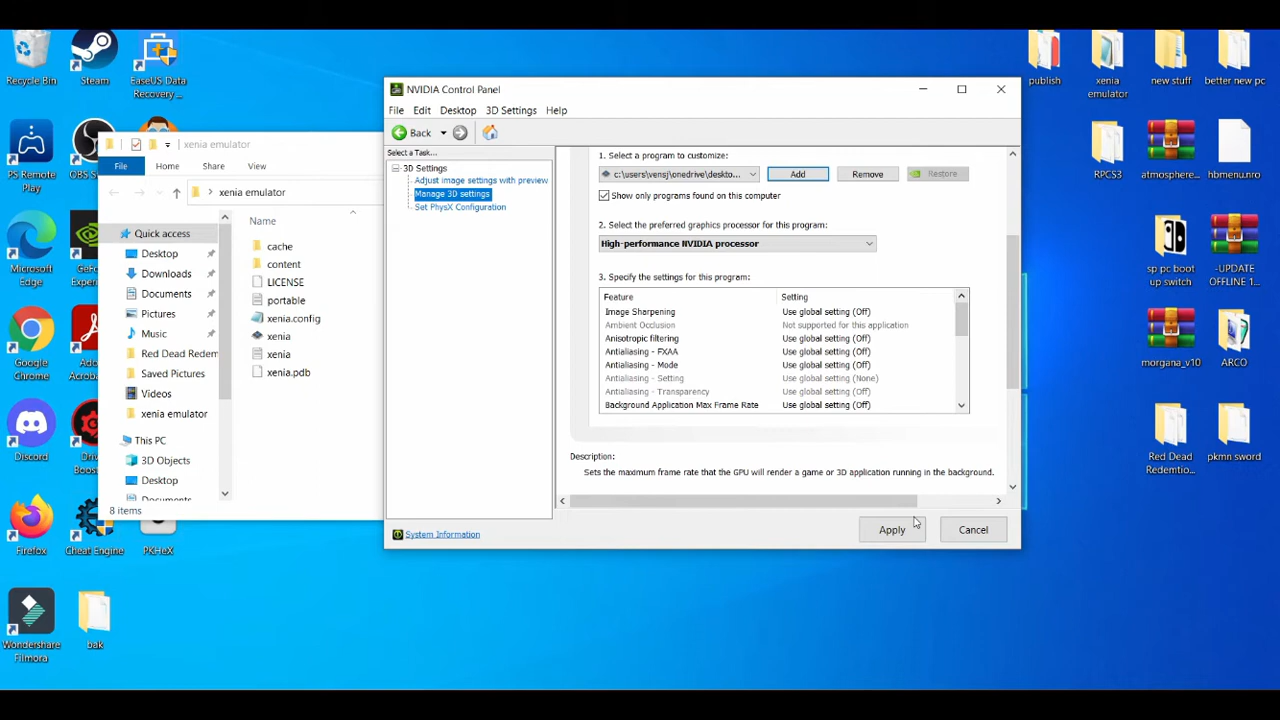 Recycle Bin
Steam
EaseUS Data
Recovery ...
PS Remote
Play
OBS S
Microsoft
Edge
GeF
Experi
Google
Chrome
Ado
Acroba
Discord
Driv
Boost
Firefox
Cheat Engine
PKHeX
Wondershare
Filmora
bak
xenia emulator
File
Home
Share
View
xenia emulator
Quick access
Desktop
Downloads
Documents
Pictures
Music
Red Dead Redem
Saved Pictures
Videos
xenia emulator
This PC
3D Objects
Desktop
Documents
Name
cache
content
LICENSE
portable
xenia.config
xenia
xenia
xenia.pdb
8 items
NVIDIA Control Panel
File Edit Desktop 3D Settings Help
Back
Select a Task...
3D Settings
Adjust image settings with preview
Manage 3D settings
Set PhysX Configuration
System Information
1. Select a program to customize:
c:\users\vensj\onedrive\deskto...
Add
Remove
Restore
Show only programs found on this computer
2. Select the preferred graphics processor for this program:
High-performance NVIDIA processor
3. Specify the settings for this program:
Feature Setting
Image Sharpening Use global setting (Off)
Ambient Occlusion Not supported for this application
Anisotropic filtering Use global setting (Off)
Antialiasing - FXAA Use global setting (Off)
Antialiasing - Mode Use global setting (Off)
Antialiasing - Setting Use global setting (None)
Antialiasing - Transparency Use global setting (Off)
Background Application Max Frame Rate Use global setting (Off)
Description:
Sets the maximum frame rate that the GPU will render a game or 3D application running in the background.
Apply
Cancel
publish
xenia
emulator
new stuff
better new pc
RPCS3
atmosphere...
hbmenu.nro
sp pc boot
up switch
-UPDATE
OFFLINE 1...
morgana_v10
ARCO
Red Dead
Redemtio...
pkmn sword